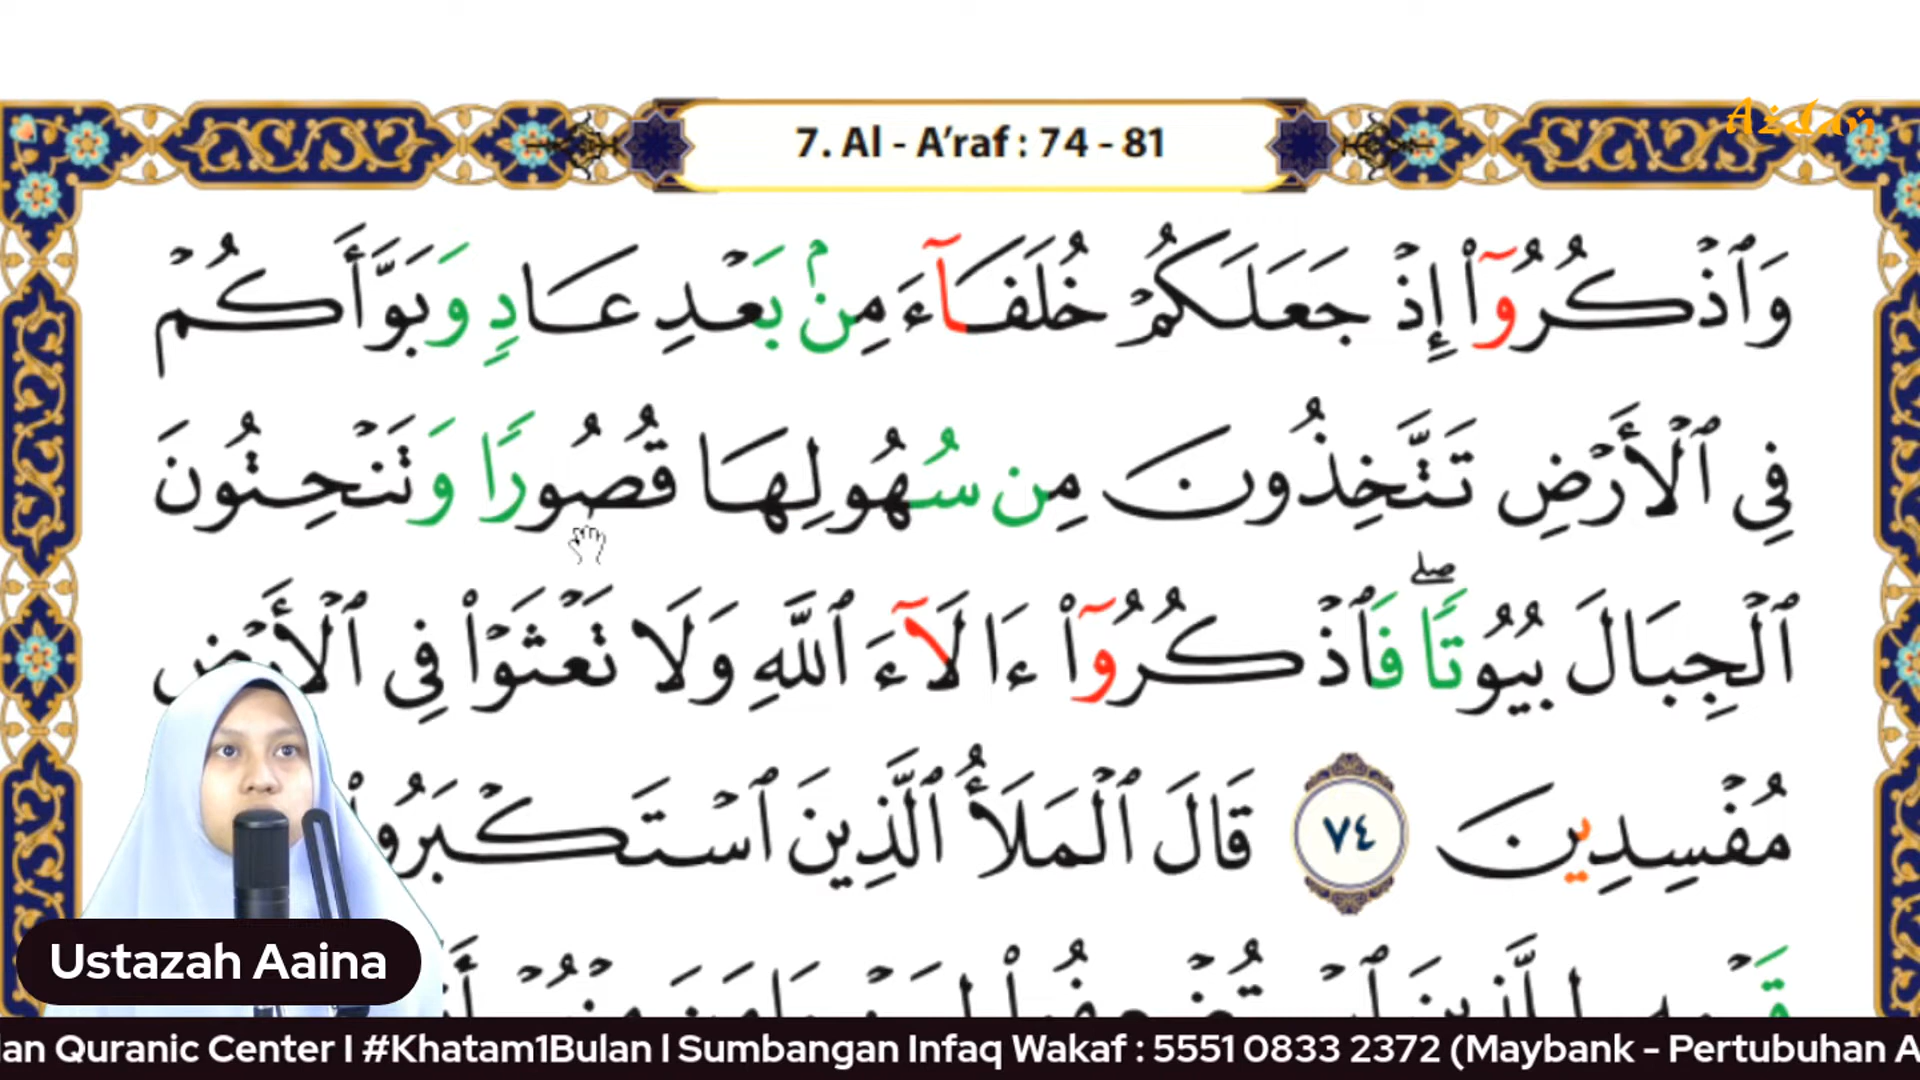 Aždan
7. Al - A’raf : 74 - 81
وَٱذۡكُرُوٓاْ إِذۡ جَعَلَكُمۡ خُلَفَآءَ مِنۢ بَعۡدِ عَادٖ وَبَوَّأَكُمۡ
فِي ٱلۡأَرۡضِ تَتَّخِذُونَ مِن سُهُولِهَا قُصُورٗا وَتَنۡحِتُونَ
ٱلۡجِبَالَ بُيُوتٗاۖ فَٱذۡكُرُوٓاْ ءَالَآءَ ٱللَّهِ وَلَا تَعۡثَوۡاْ فِي ٱلۡأَرۡضِ
مُفۡسِدِينَ ٧٤ قَالَ ٱلۡمَلَأُ ٱلَّذِينَ ٱسۡتَكۡبَرُواْ
Ustazah Aaina
lan Quranic Center | #Khatam1Bulan | Sumbangan Infaq Wakaf : 5551 0833 2372 (Maybank - Pertubuhan A